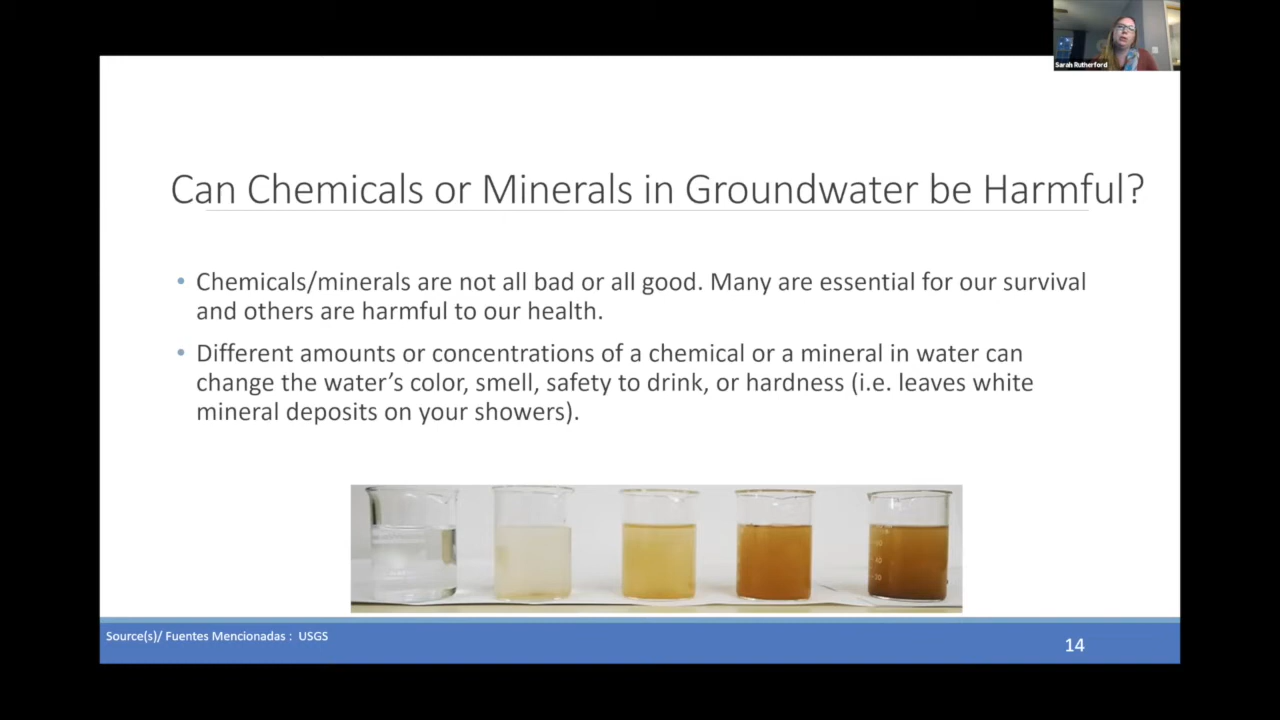 Sarah Rutherford
Can Chemicals or Minerals in Groundwater be Harmful?
• Chemicals/minerals are not all bad or all good. Many are essential for our survival
and others are harmful to our health.
• Different amounts or concentrations of a chemical or a mineral in water can
change the water's color, smell, safety to drink, or hardness (i.e. leaves white
mineral deposits on your showers).
Source(s)/ Fuentes Mencionadas : USGS
14